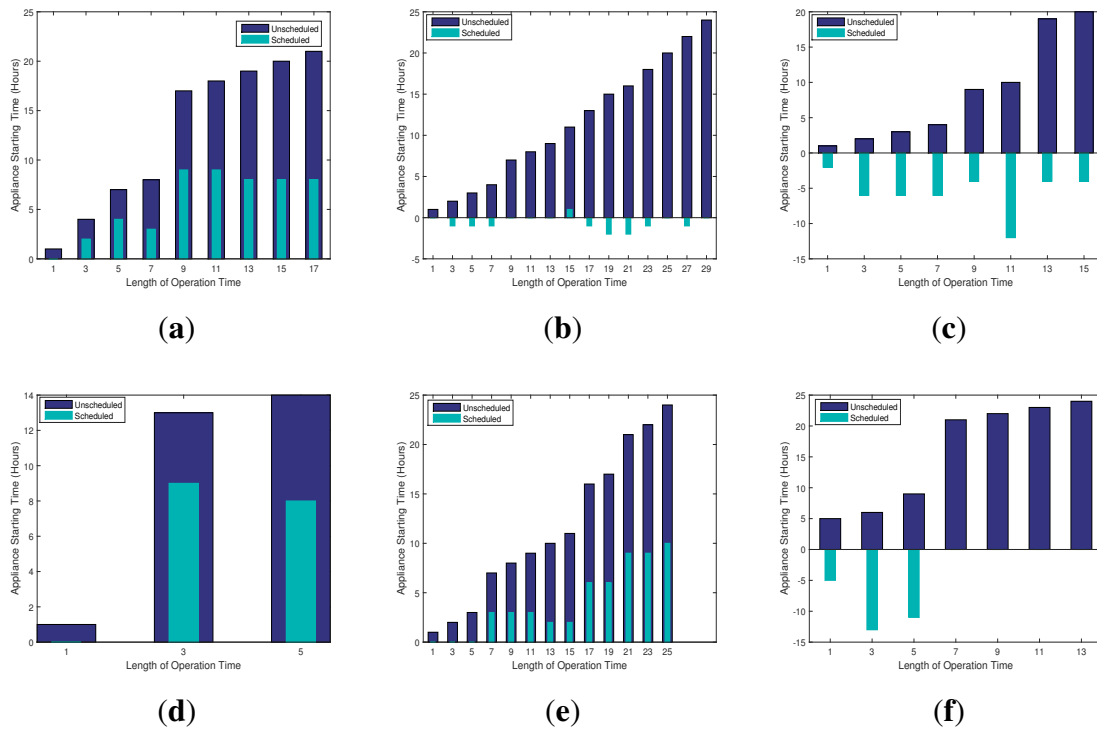 25
20
15
10
5
0
Appliance Starting Time (Hours)
Unscheduled
Scheduled
1 3 5 7 9 11 13 15 17
Length of Operation Time
(a)
25
20
15
10
5
0
-5
Appliance Starting Time (Hours)
Unscheduled
Scheduled
1 3 5 7 9 11 13 15 17 19 21 23 25 27 29
Length of Operation Time
(b)
20
15
10
5
0
-5
-10
-15
Appliance Starting Time (Hours)
Unscheduled
Scheduled
1 3 5 7 9 11 13 15
Length of Operation Time
(c)
14
12
10
8
6
4
2
0
Appliance Starting Time (Hours)
Unscheduled
Scheduled
1 3 5
Length of Operation Time
(d)
25
20
15
10
5
0
Appliance Starting Time (Hours)
Unscheduled
Scheduled
1 3 5 7 9 11 13 15 17 19 21 23 25
Length of Operation Time
(e)
25
20
15
10
5
0
-5
-10
-15
Appliance Starting Time (Hours)
Unscheduled
Scheduled
1 3 5 7 9 11 13
Length of Operation Time
(f)